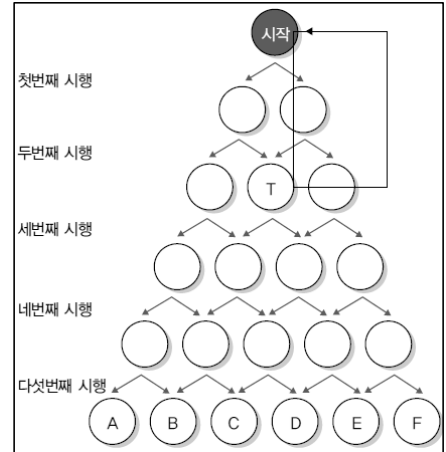 시작
첫번째 시행
두번째 시행
T
세번째 시행
네번째 시행
다섯번째 시행
A B C D E F